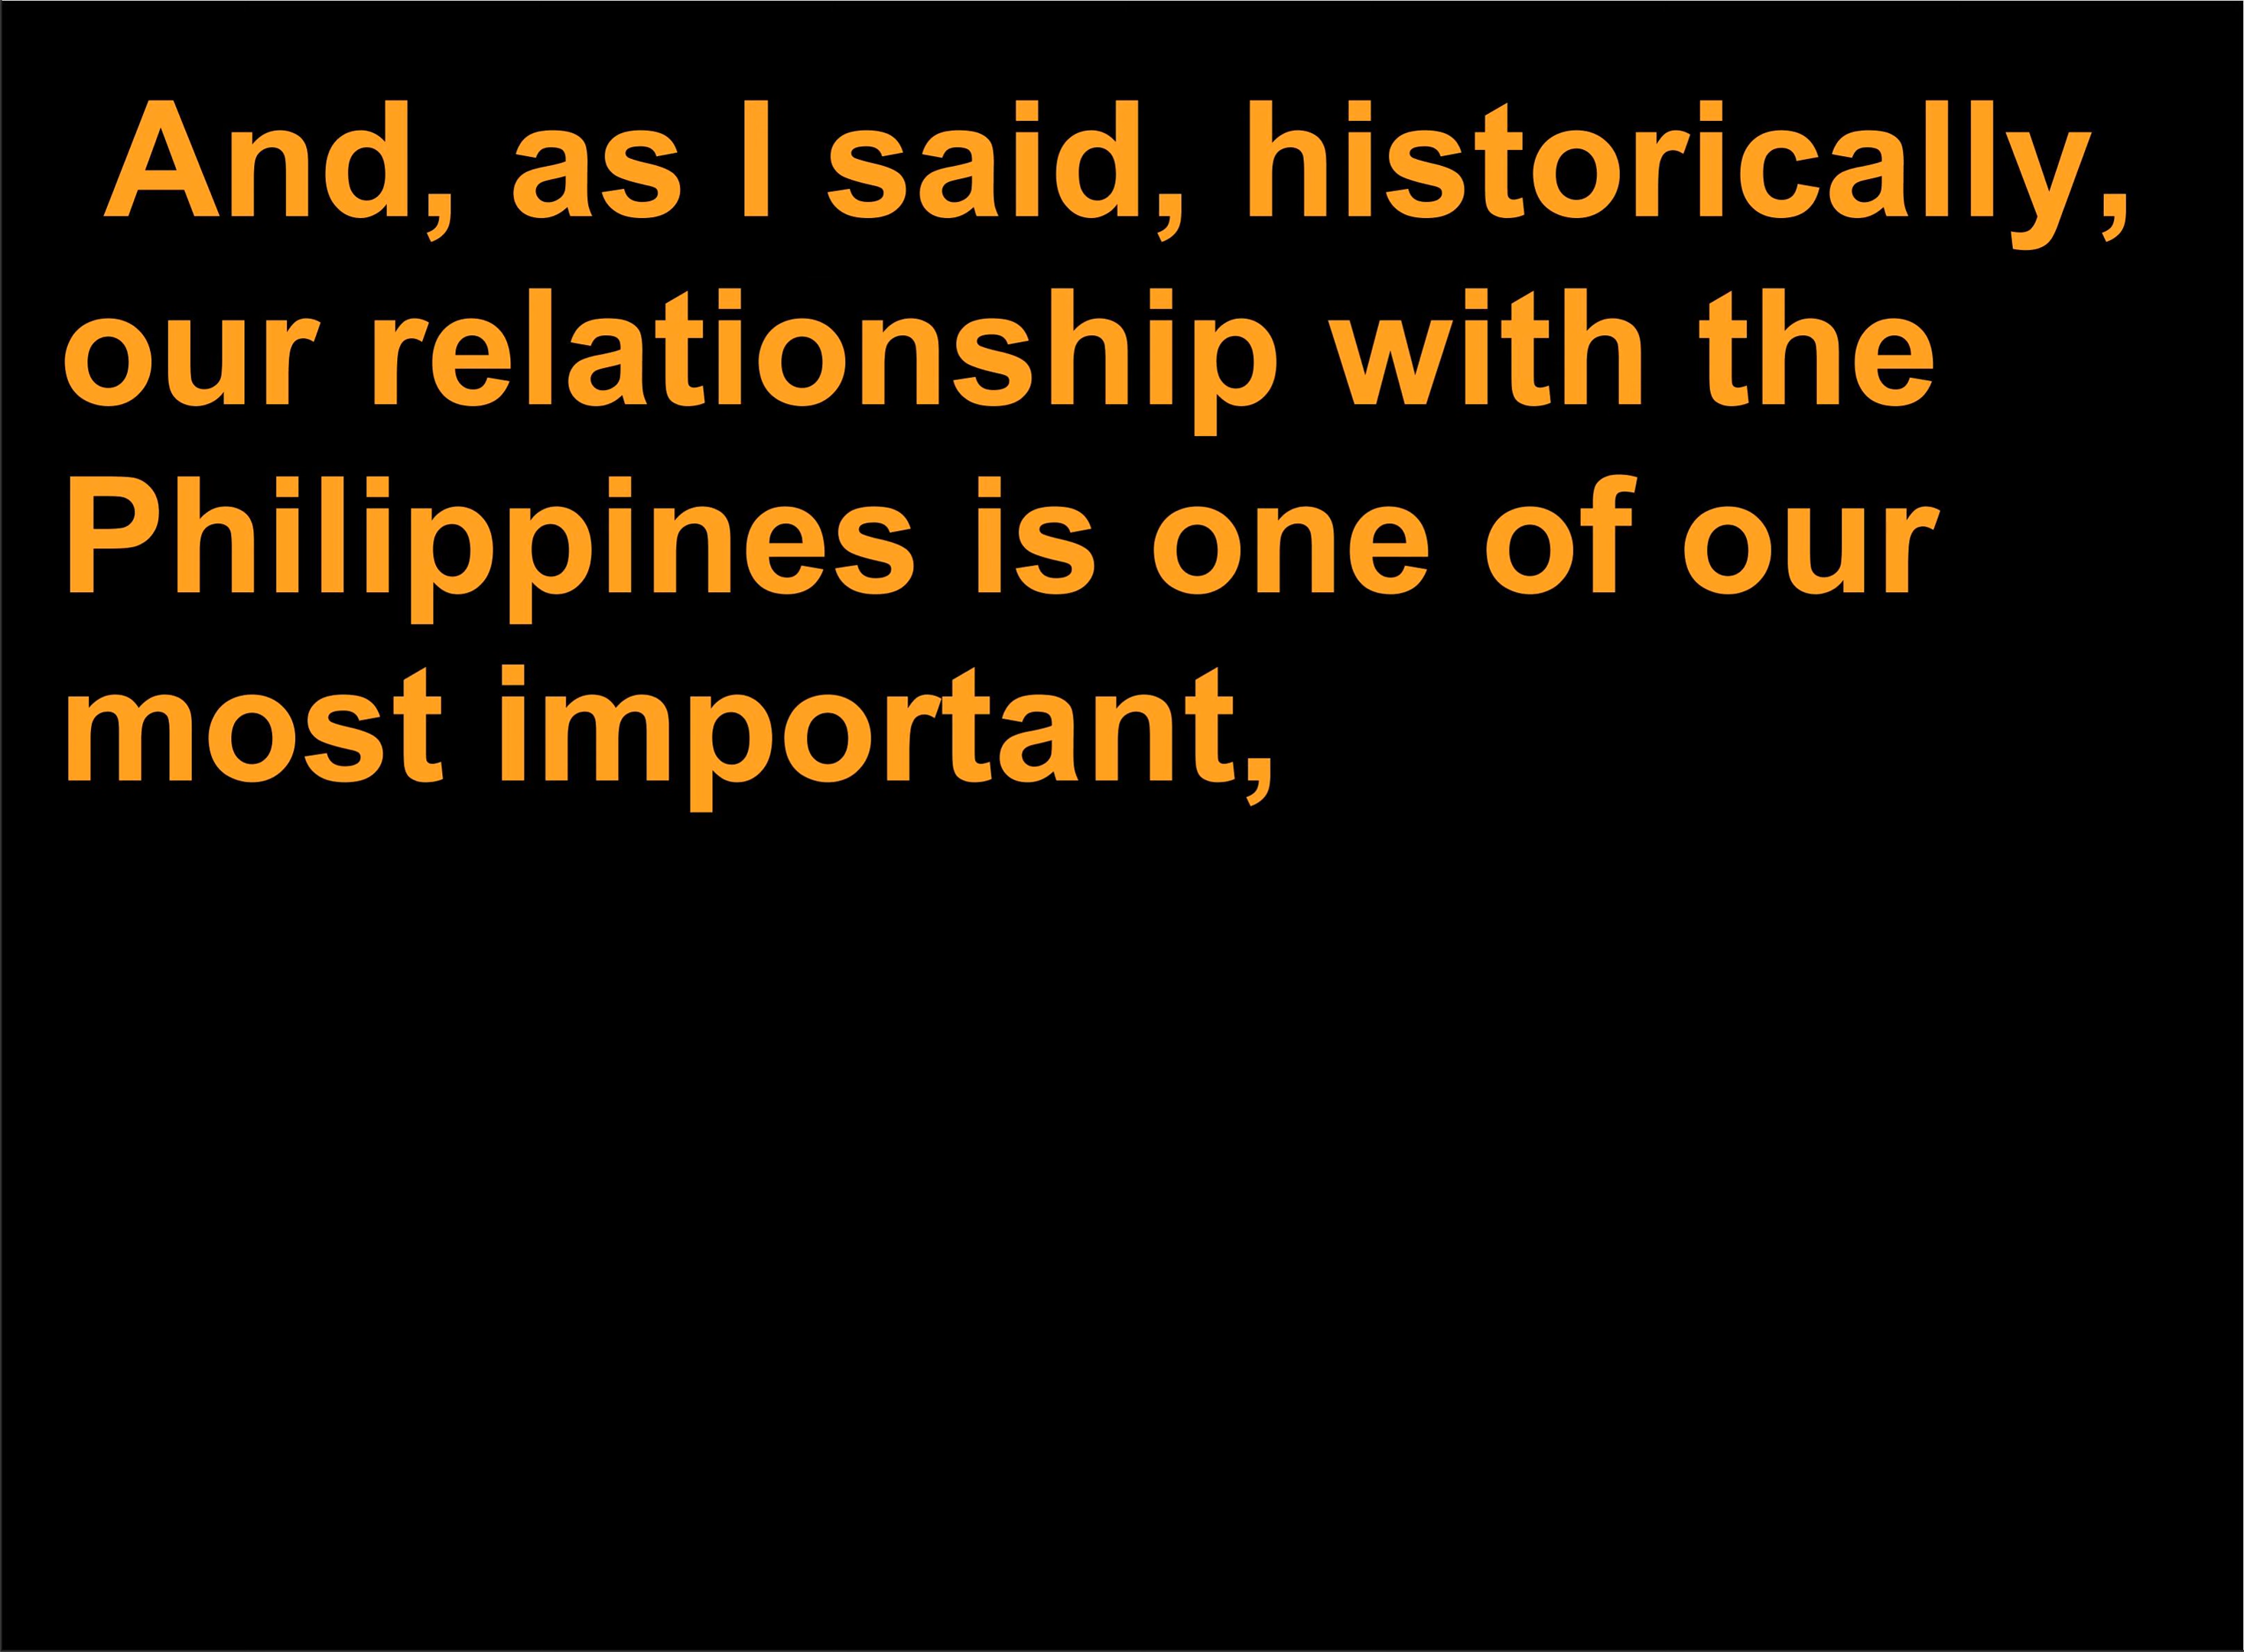 And, as I said, historically,
our relationship with the
Philippines is one of our
most important,